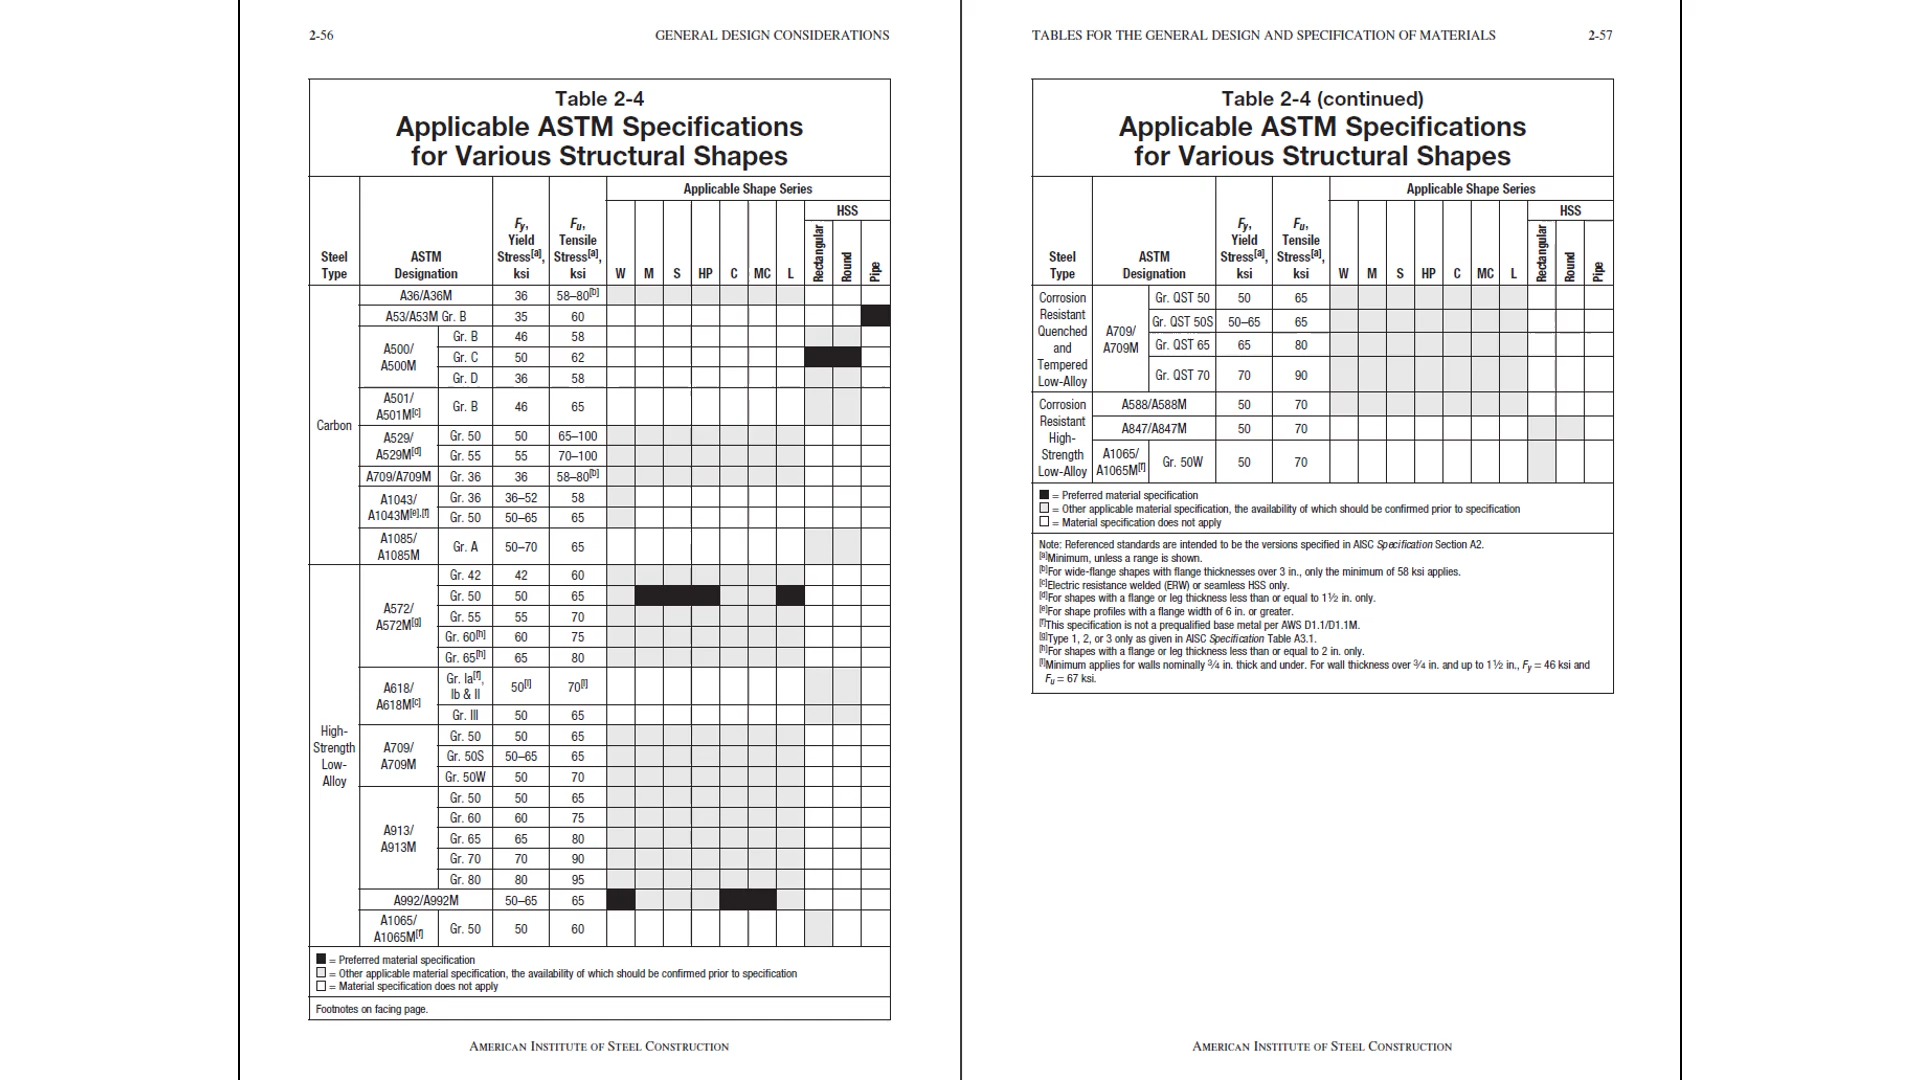 2-56 GENERAL DESIGN CONSIDERATIONS
Table 2-4
Applicable ASTM Specifications
for Various Structural Shapes
Steel Type | ASTM Designation | Fy, Yield Stress[a], ksi | Fu, Tensile Stress[a], ksi | Applicable Shape Series
HSS
W M S HP C MC L Rectangular Round Pipe
Carbon
A36/A36M 36 58–80[b]
A53/A53M Gr. B 35 60
A500/A500M
Gr. B 46 58
Gr. C 50 62
Gr. D 36 58
A501/A501M[c] Gr. B 46 65
A529/A529M[d]
Gr. 50 50 65–100
Gr. 55 55 70–100
A709/A709M Gr. 36 36 58–80[b]
A1043/A1043M[e],[f]
Gr. 36 36–52 58
Gr. 50 50–65 65
A1085/A1085M Gr. A 50–70 65
High-Strength Low-Alloy
A572/A572M[g]
Gr. 42 42 60
Gr. 50 50 65
Gr. 55 55 70
Gr. 60[h] 60 75
Gr. 65[h] 65 80
A618/A618M[c]
Gr. Ia[f], Ib & II 50[i] 70[i]
Gr. III 50 65
A709/A709M
Gr. 50 50 65
Gr. 50S 50–65 65
Gr. 50W 50 70
A913/A913M
Gr. 50 50 65
Gr. 60 60 75
Gr. 65 65 80
Gr. 70 70 90
Gr. 80 80 95
A992/A992M 50–65 65
A1065/A1065M[f] Gr. 50 50 60
= Preferred material specification
= Other applicable material specification, the availability of which should be confirmed prior to specification
= Material specification does not apply
Footnotes on facing page.
AMERICAN INSTITUTE OF STEEL CONSTRUCTION
TABLES FOR THE GENERAL DESIGN AND SPECIFICATION OF MATERIALS 2-57
Table 2-4 (continued)
Applicable ASTM Specifications
for Various Structural Shapes
Steel Type | ASTM Designation | Fy, Yield Stress[a], ksi | Fu, Tensile Stress[a], ksi | Applicable Shape Series
HSS
W M S HP C MC L Rectangular Round Pipe
Corrosion Resistant Quenched and Tempered Low-Alloy
A709/A709M
Gr. QST 50 50 65
Gr. QST 50S 50–65 65
Gr. QST 65 65 80
Gr. QST 70 70 90
Corrosion Resistant High-Strength Low-Alloy
A588/A588M 50 70
A847/A847M 50 70
A1065/A1065M[f] Gr. 50W 50 70
= Preferred material specification
= Other applicable material specification, the availability of which should be confirmed prior to specification
= Material specification does not apply
Note: Referenced standards are intended to be the versions specified in AISC Specification Section A2.
[a]Minimum, unless a range is shown.
[b]For wide-flange shapes with flange thicknesses over 3 in., only the minimum of 58 ksi applies.
[c]Electric resistance welded (ERW) or seamless HSS only.
[d]For shapes with a flange or leg thickness less than or equal to 1½ in. only.
[e]For shape profiles with a flange width of 6 in. or greater.
[f]This specification is not a prequalified base metal per AWS D1.1/D1.1M.
[g]Type 1, 2, or 3 only as given in AISC Specification Table A3.1.
[h]For shapes with a flange or leg thickness less than or equal to 2 in. only.
[i]Minimum applies for walls nominally ¾ in. thick and under. For wall thickness over ¾ in. and up to 1½ in., Fy = 46 ksi and
Fu = 67 ksi.
AMERICAN INSTITUTE OF STEEL CONSTRUCTION